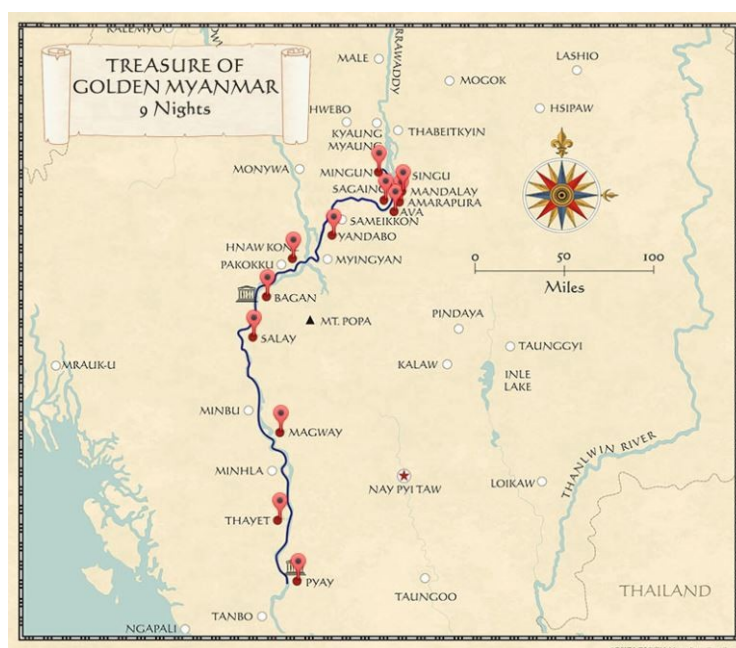 KALEMYO
TREASURE OF
GOLDEN MYANMAR
9 Nights
MALE
LASHIO
MOGOK
HSIPAW
HWEBO
KYAUNG
MYAUNG
THABEITKYIN
MONYWA
MINGUN
SINGU
SAGAING
MANDALAY
AMARAPURA
AVA
SAMEIKKON
YANDABO
HNAW KON
PAKOKKU
MYINGYAN
0 50 100
Miles
BAGAN
MT. POPA
PINDAYA
SALAY
TAUNGGYI
MRAUK-U
KALAW
INLE
LAKE
MINBU
MAGWAY
THANLWIN RIVER
MINHLA
NAY PYI TAW
LOIKAW
THAYET
PYAY
TAUNGOO
THAILAND
TANBO
NGAPALI